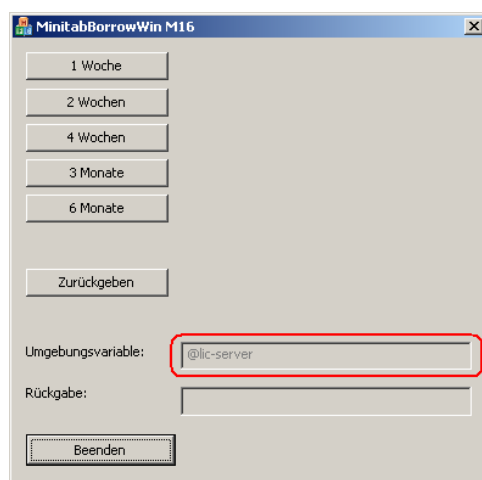 MinitabBorrowWin M16
1 Woche
2 Wochen
4 Wochen
3 Monate
6 Monate
Zurückgeben
Umgebungsvariable: @lic-server
Rückgabe:
Beenden